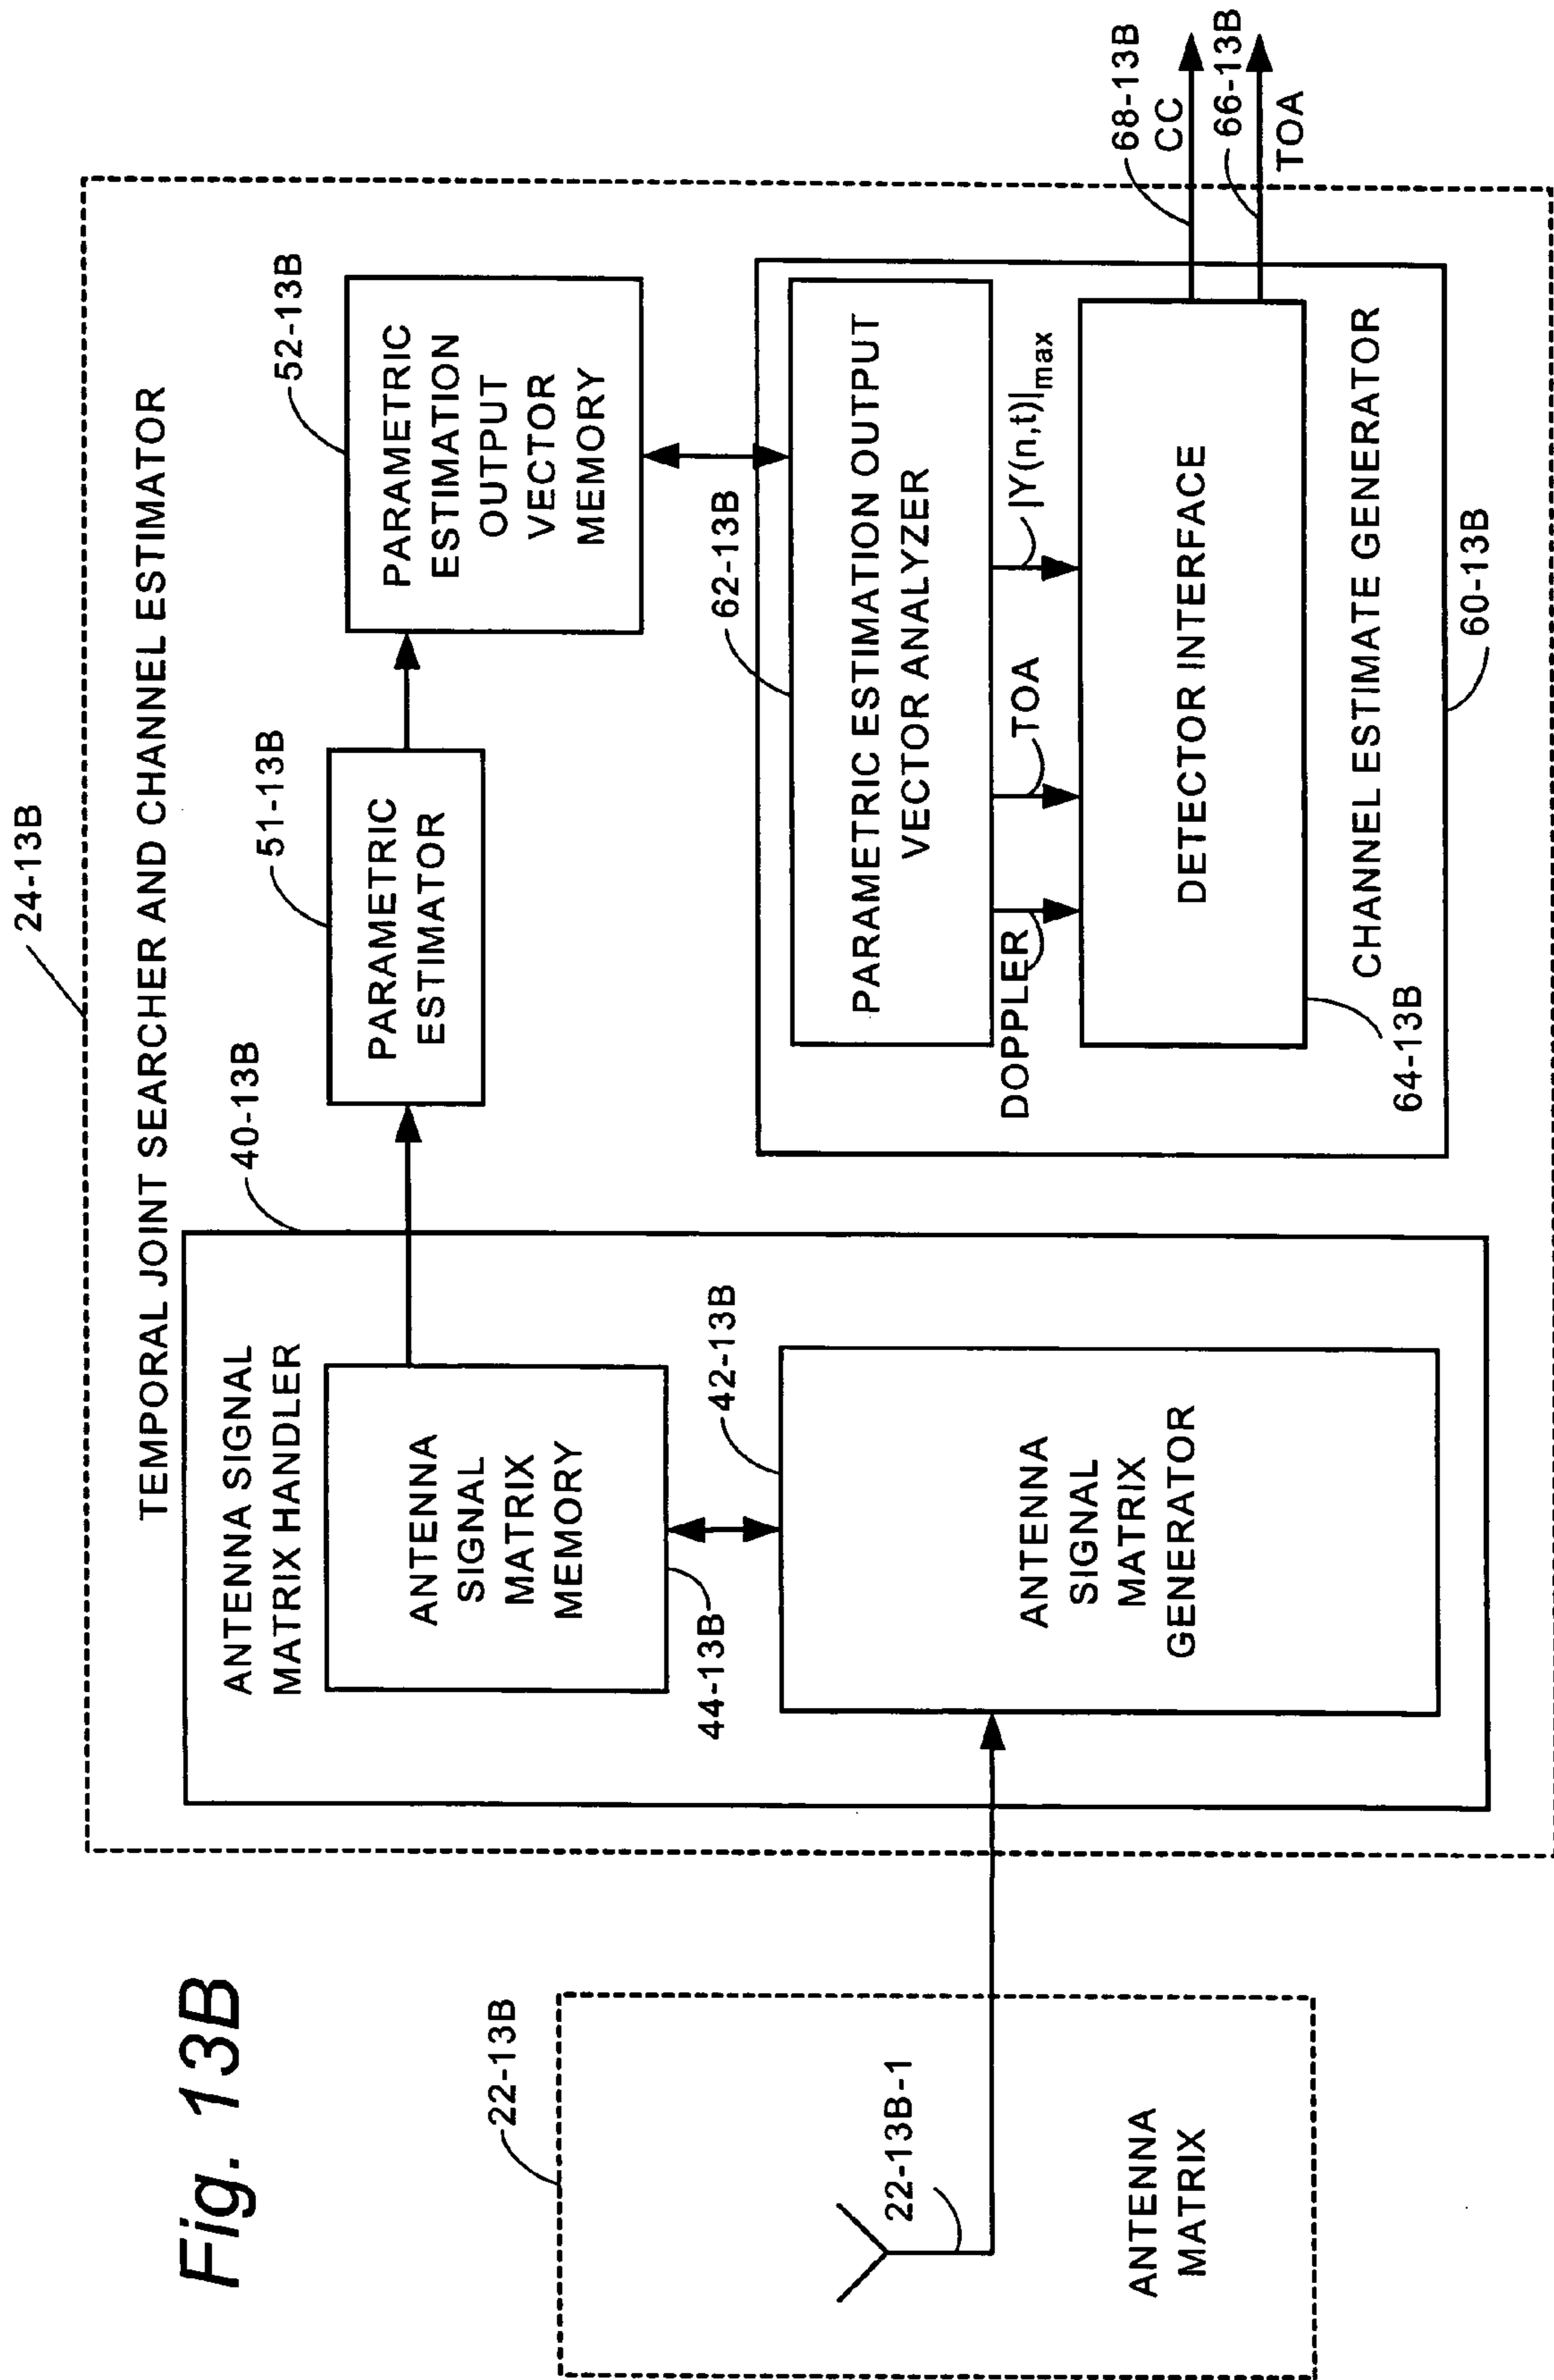 Fig. 13B
24-13B
TEMPORAL JOINT SEARCHER AND CHANNEL ESTIMATOR
22-13B
22-13B-1
ANTENNA
MATRIX
40-13B
ANTENNA SIGNAL
MATRIX HANDLER
ANTENNA
SIGNAL
MATRIX
MEMORY
44-13B
42-13B
ANTENNA
SIGNAL
MATRIX
GENERATOR
51-13B
PARAMETRIC
ESTIMATOR
52-13B
PARAMETRIC
ESTIMATION
OUTPUT
VECTOR
MEMORY
62-13B
PARAMETRIC ESTIMATION OUTPUT
VECTOR ANALYZER
DOPPLER
TOA
|Y(n,t)|max
DETECTOR INTERFACE
64-13B
CHANNEL ESTIMATE GENERATOR
60-13B
68-13B
CC
66-13B
TOA